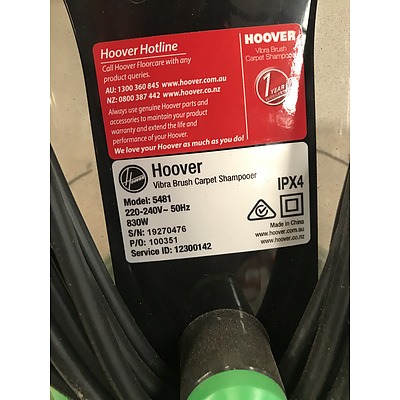 Hoover Hotline
Call Hoover Floorcare with any
product queries.
AU: 1300 360 845 www.hoover.com.au
NZ: 0800 387 442 www.hoover.co.nz
Always use genuine Hoover parts and
accessories to maintain your product
warranty and extend the life and
performance of your Hoover.
We love your Hoover as much as you do!
HOOVER
Vibra Brush
Carpet Shampooer
1
YEAR
Hoover
Vibra Brush Carpet Shampooer
Model: 5481
220-240V~ 50Hz
830W
S/N: 19270476
P/O: 100351
Service ID: 12300142
IPX4
Made in China
www.hoover.com.au
www.hoover.co.nz